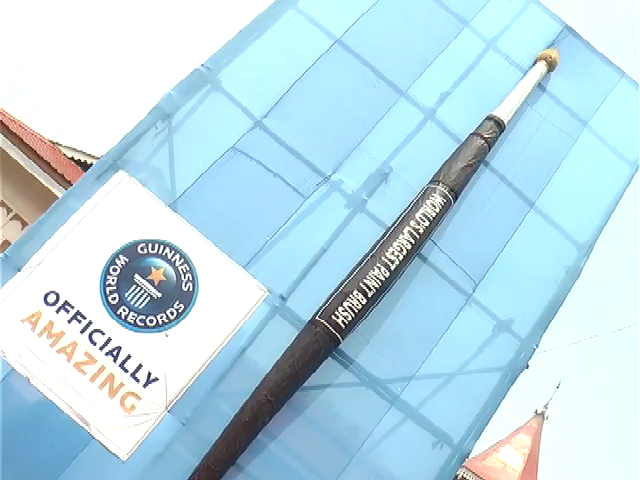 GUINNESS
WORLD RECORDS
OFFICIALLY
AMAZING
WORLD'S LARGEST PAINT BRUSH